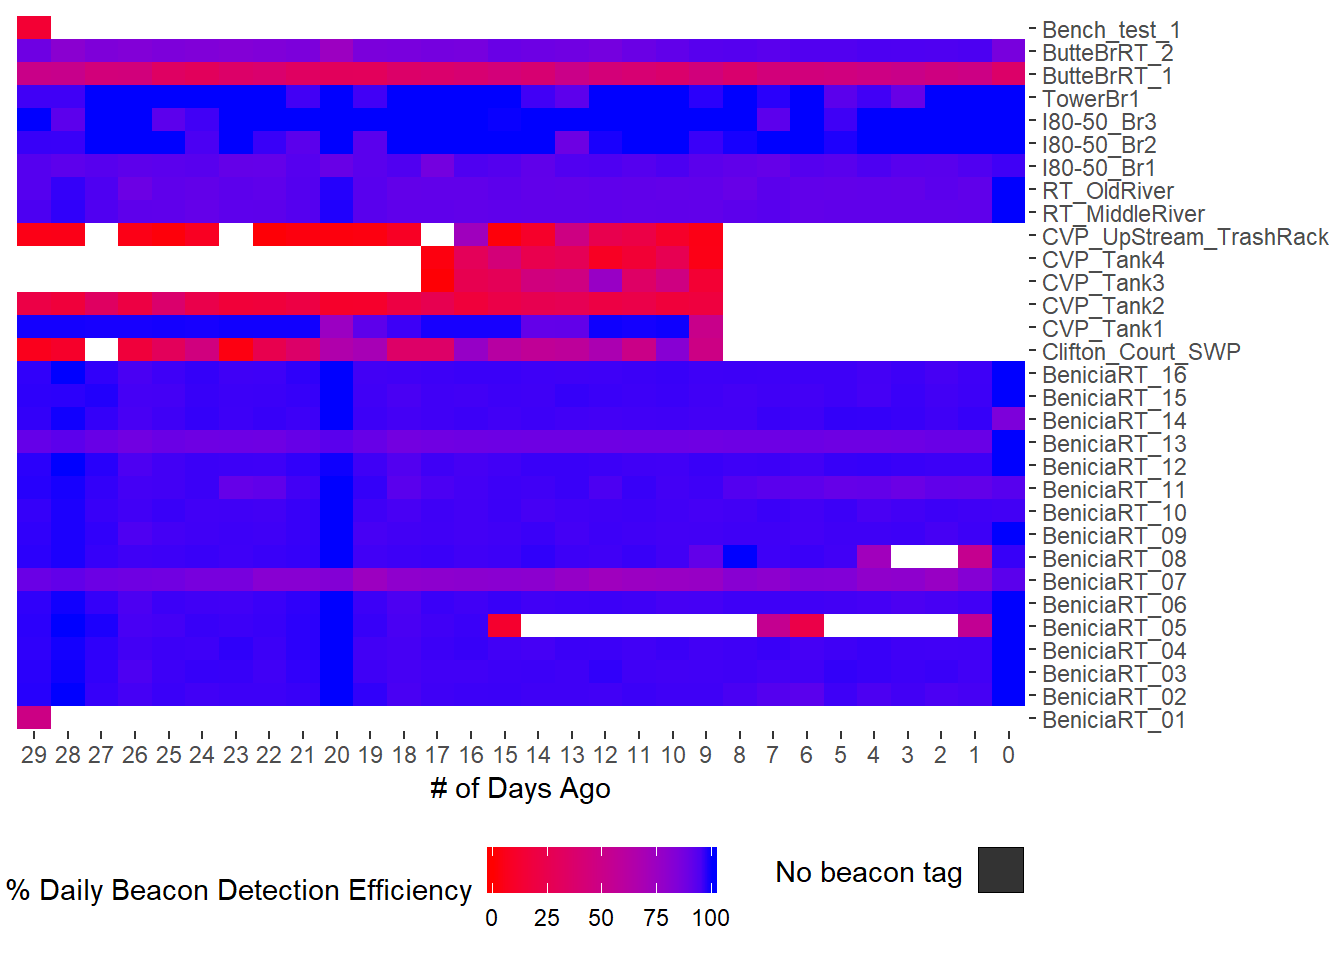 Bench_test_1
ButteBrRT_2
ButteBrRT_1
TowerBr1
I80-50_Br3
I80-50_Br2
I80-50_Br1
RT_OldRiver
RT_MiddleRiver
CVP_UpStream_TrashRack
CVP_Tank4
CVP_Tank3
CVP_Tank2
CVP_Tank1
Clifton_Court_SWP
BeniciaRT_16
BeniciaRT_15
BeniciaRT_14
BeniciaRT_13
BeniciaRT_12
BeniciaRT_11
BeniciaRT_10
BeniciaRT_09
BeniciaRT_08
BeniciaRT_07
BeniciaRT_06
BeniciaRT_05
BeniciaRT_04
BeniciaRT_03
BeniciaRT_02
BeniciaRT_01
29 28 27 26 25 24 23 22 21 20 19 18 17 16 15 14 13 12 11 10 9 8 7 6 5 4 3 2 1 0
# of Days Ago
% Daily Beacon Detection Efficiency
0 25 50 75 100
No beacon tag